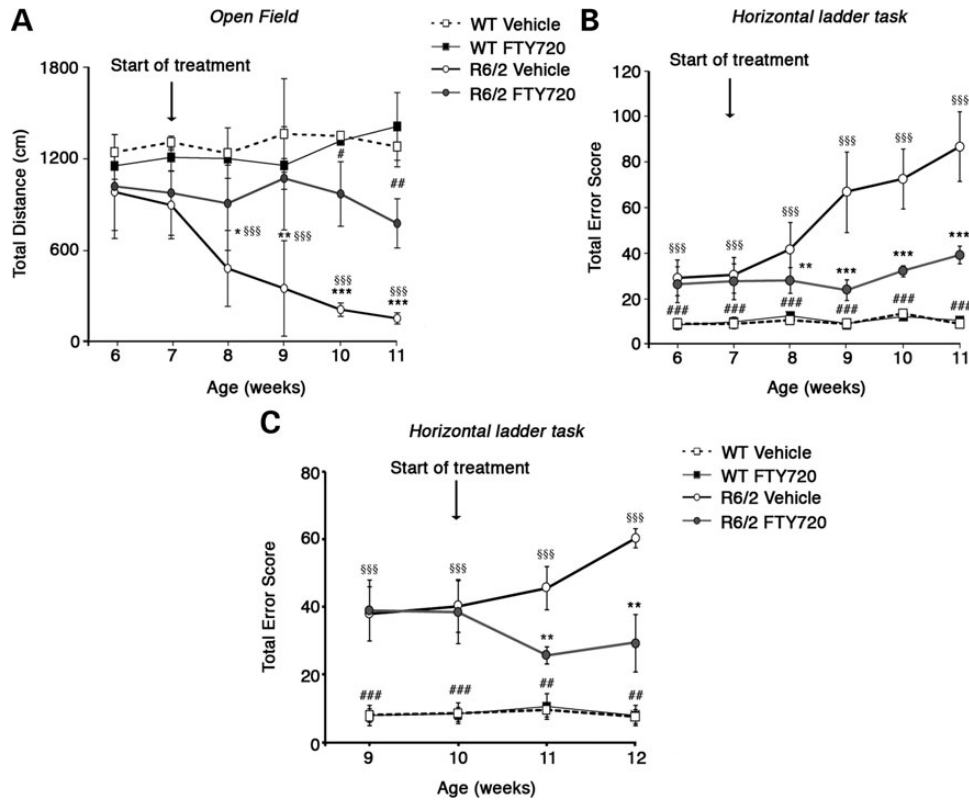 A
Open Field
WT Vehicle
WT FTY720
R6/2 Vehicle
R6/2 FTY720
Start of treatment
1800
1200
600
0
Total Distance (cm)
#
##
* §§§
** §§§
§§§
***
§§§
***
6 7 8 9 10 11
Age (weeks)
B
Horizontal ladder task
Start of treatment
120
100
80
60
40
20
0
Total Error Score
§§§ §§§ §§§ §§§ §§§ §§§
** *** *** ***
### ### ### ### ### ###
6 7 8 9 10 11
Age (weeks)
C
Horizontal ladder task
Start of treatment
WT Vehicle
WT FTY720
R6/2 Vehicle
R6/2 FTY720
80
60
40
20
0
Total Error Score
§§§ §§§ §§§ §§§
** **
### ### ## ##
9 10 11 12
Age (weeks)